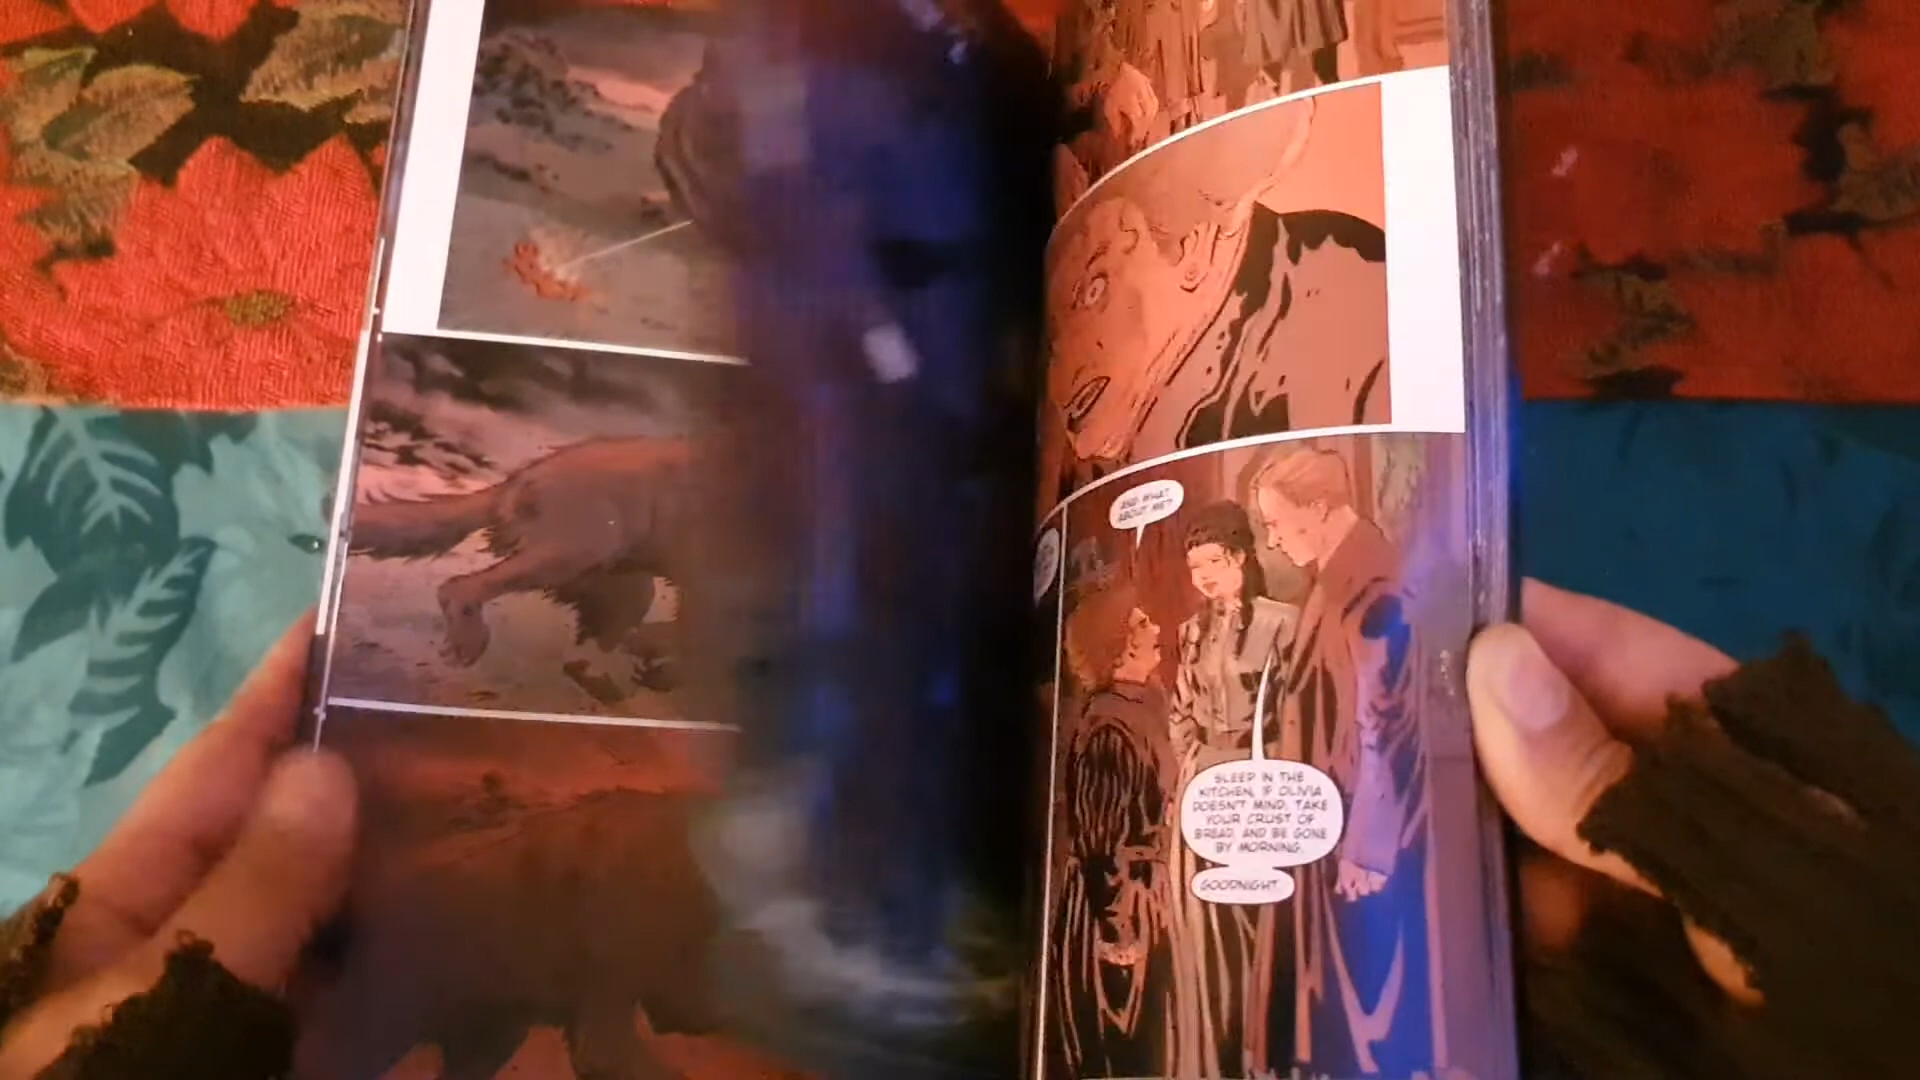 AND WHAT
ABOUT ME?
SLEEP IN THE
KITCHEN, IF OLIVIA
DOESN'T MIND. TAKE
YOUR CRUST OF
BREAD, AND BE GONE
BY MORNING.
GOODNIGHT.